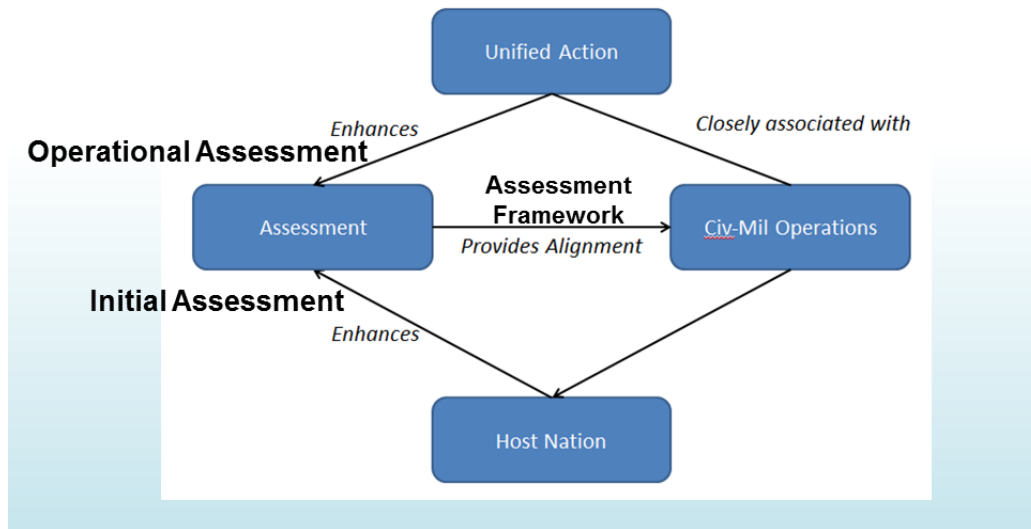 Unified Action
Enhances
Closely associated with
Operational Assessment
Assessment
Framework
Assessment
Provides Alignment
Civ-Mil Operations
Initial Assessment
Enhances
Host Nation